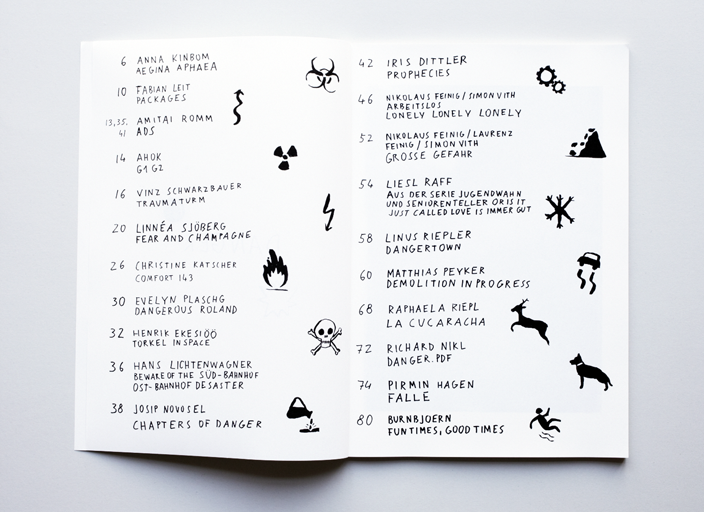 6 ANNA KINBOM
AEGINA APHAEA
10 FABIAN LEIT
PACKAGES
13,35, AMITAI ROMM
41 ADS
14 AHOK
G1 G2
16 VINZ SCHWARZBAUER
TRAUMATURM
20 LINNÉA SJÖBERG
FEAR AND CHAMPAGNE
26 CHRISTINE KATSCHER
COMFORT 143
30 EVELYN PLASCHG
DANGEROUS ROLAND
32 HENRIK EKESIÖÖ
TORKEL IN SPACE
36 HANS LICHTENWAGNER
BEWARE OF THE SÜD-BAHNHOF
OST-BAHNHOF DESASTER
38 JOSIP NOVOSEL
CHAPTERS OF DANGER
42 IRIS DITTLER
PROPHECIES
46 NIKOLAUS FEINIG/SIMON VITH
ARBEITSLOS
LONELY LONELY LONELY
52 NIKOLAUS FEINIG/LAURENZ
FEINIG/SIMON VITH
GROSSE GEFAHR
54 LIESL RAFF
AUS DER SERIE JUGENDWAHN
UND SENIORENTELLER OR IS IT
JUST CALLED LOVE IS IMMER GUT
58 LINUS RIEPLER
DANGERTOWN
60 MATTHIAS PEYKER
DEMOLITION IN PROGRESS
68 RAPHAELA RIEPL
LA CUCARACHA
72 RICHARD NIKL
DANGER.PDF
74 PIRMIN HAGEN
FALLE
80 BURNBJOERN
FUNTIMES, GOOD TIMES